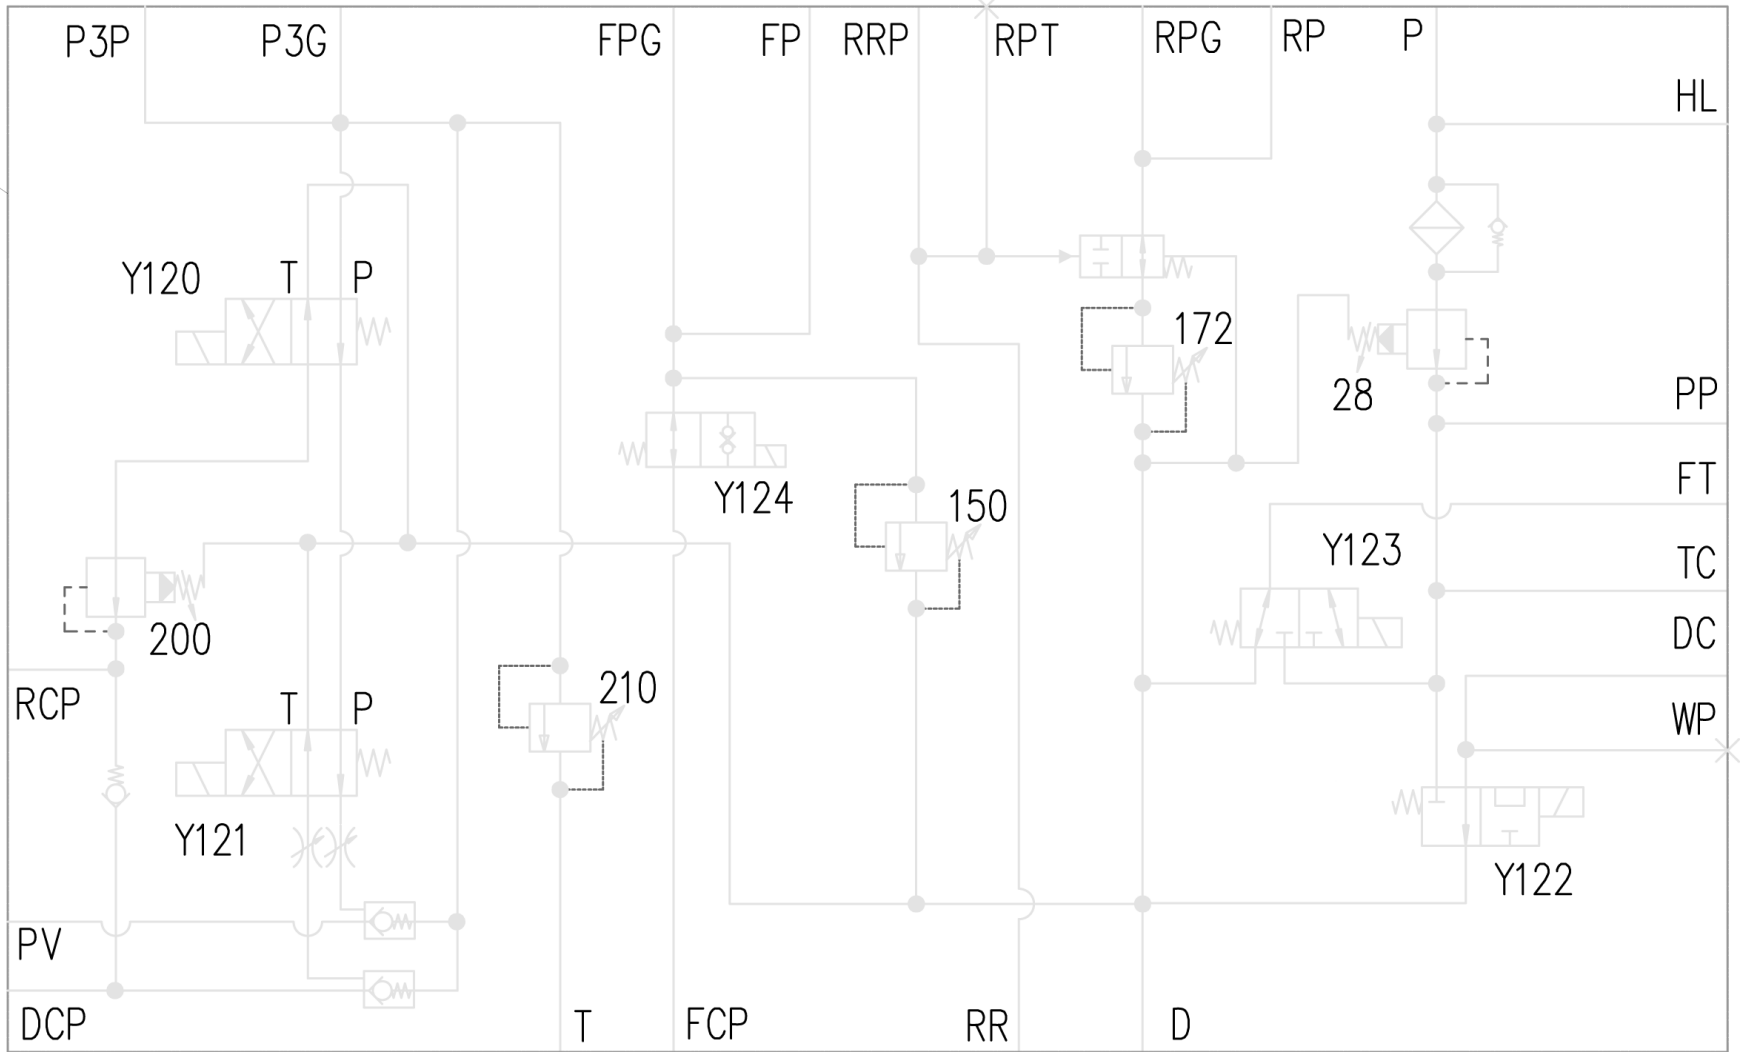 P3P P3G FPG FP RRP RPT RPG RP P
HL
Y120 T P
172
28
PP
FT
Y124
150
Y123
TC
200
DC
RCP
T P
210
WP
Y121
Y122
PV
DCP
T FCP RR D